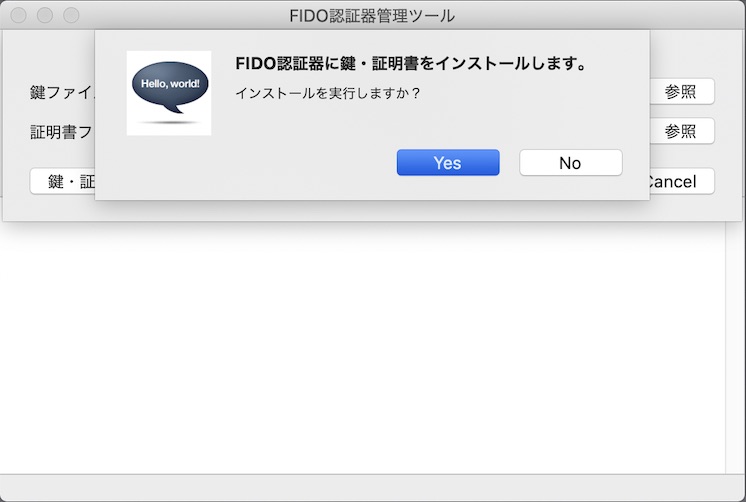 FIDO認証器管理ツール
FIDO認証器に鍵・証明書をインストールします。
Hello, world!
インストールを実行しますか？
鍵ファイ
参照
証明書フ
参照
Yes
No
鍵・証
Cancel